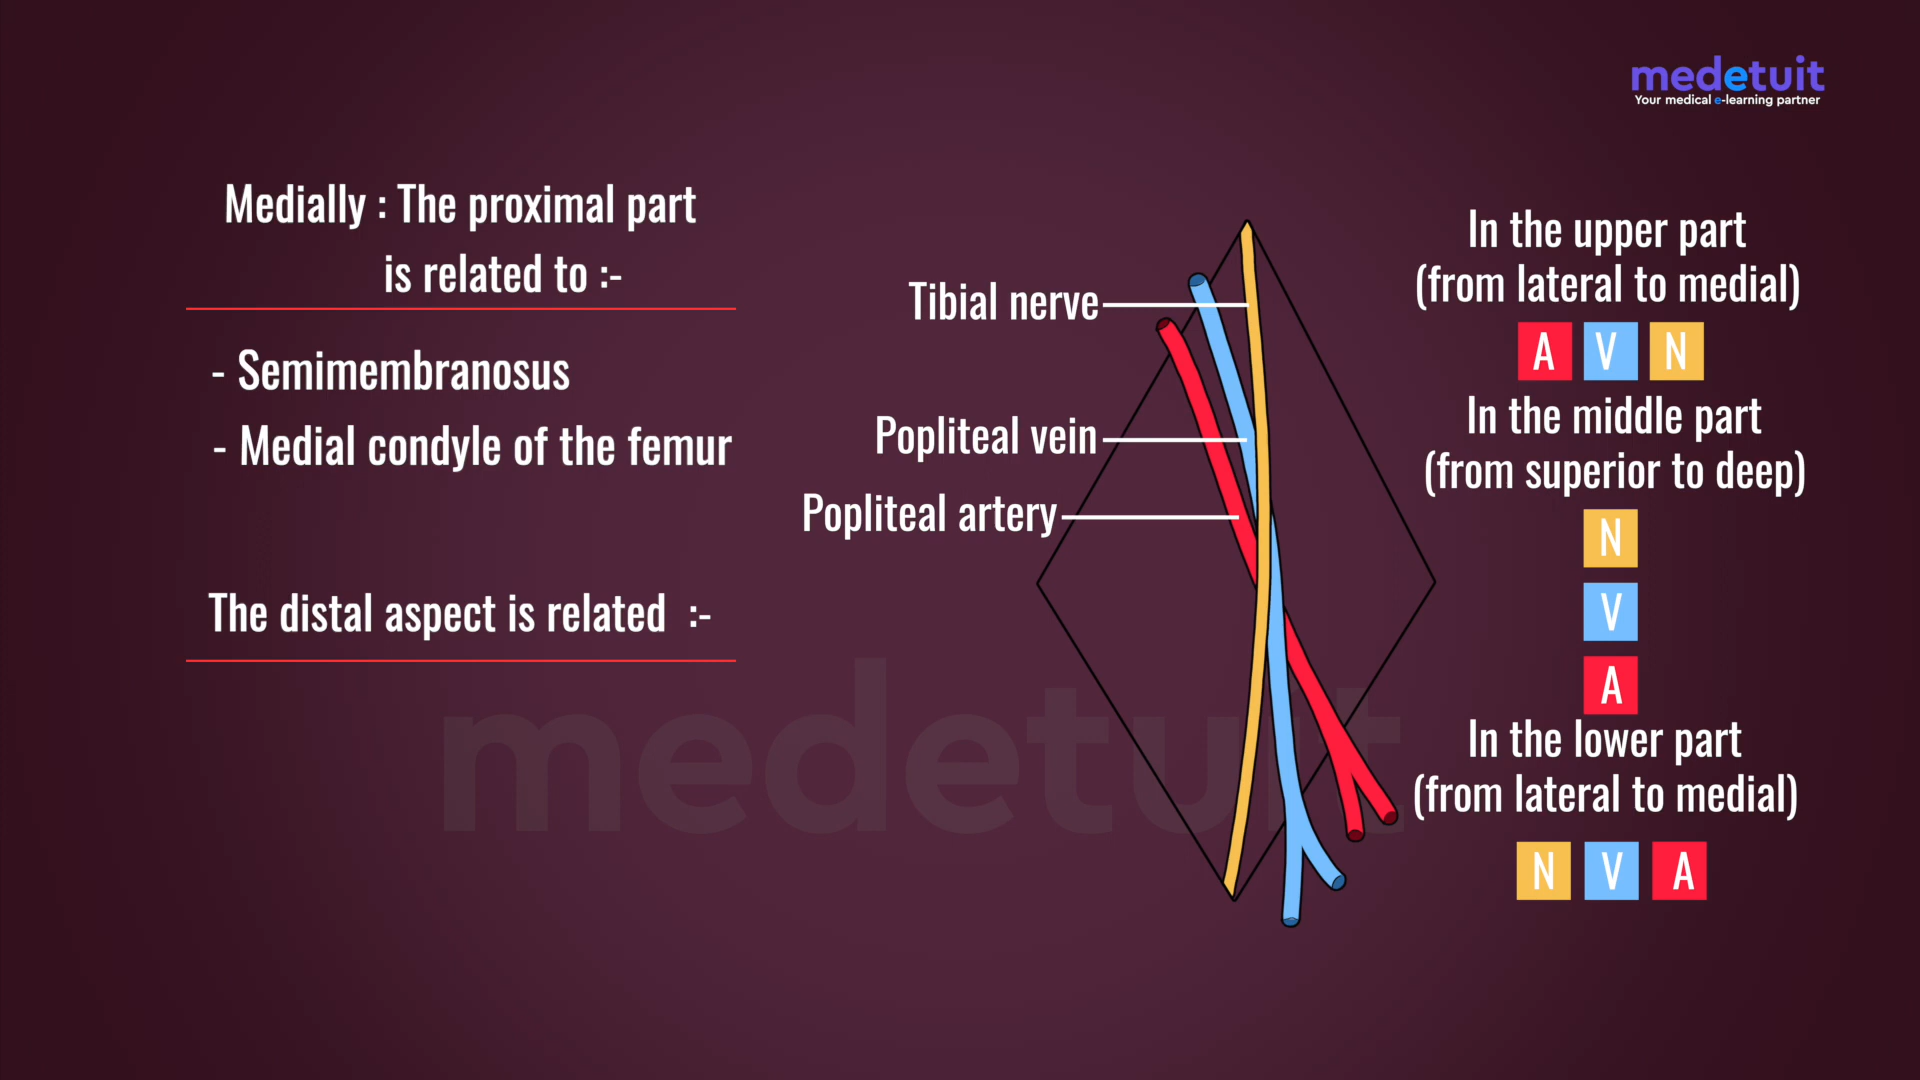 medetuit
Your medical e-learning partner
Medially : The proximal part
is related to :-
- Semimembranosus
- Medial condyle of the femur
The distal aspect is related :-
Tibial nerve
Popliteal vein
Popliteal artery
In the upper part
(from lateral to medial)
A V N
In the middle part
(from superior to deep)
N
V
A
In the lower part
(from lateral to medial)
N V A
medetuit